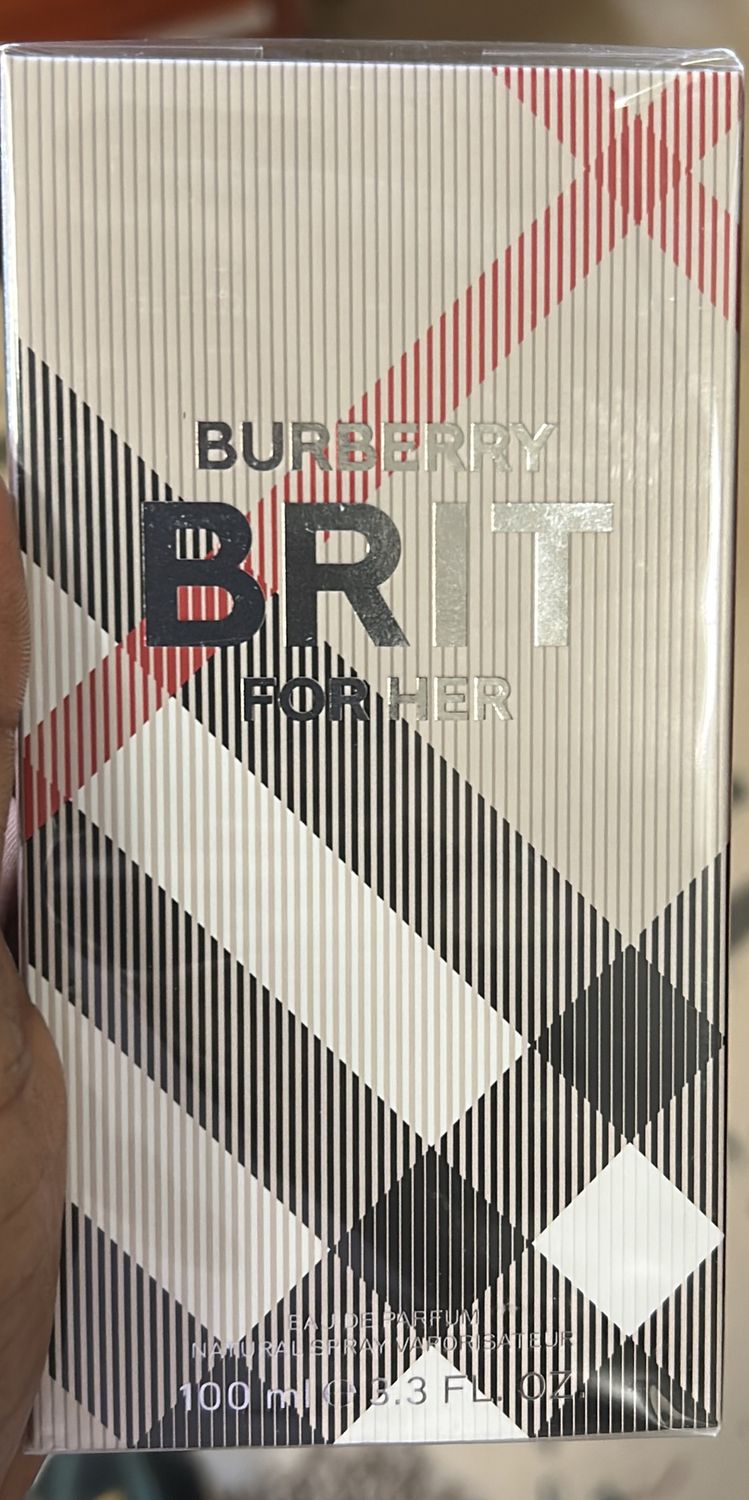 BURBERRY
BRIT
FOR HER
EAU DE PARFUM
NATURAL SPRAY VAPORISATEUR
100 ml ℮ 3.3 FL. OZ.